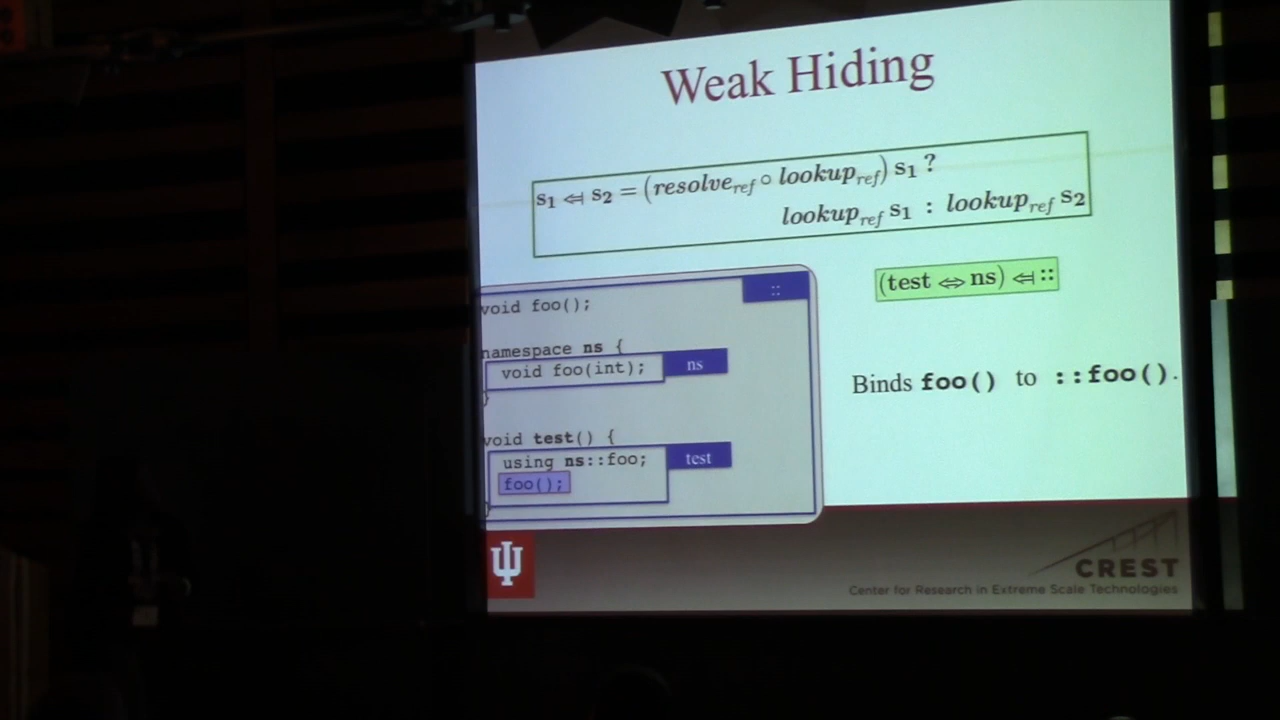 Weak Hiding
s₁ ⩤ s₂ = (resolve_ref ∘ lookup_ref) s₁ ?
lookup_ref s₁ : lookup_ref s₂
::
void foo();
namespace ns {
void foo(int);
ns
}
void test() {
using ns::foo;
test
foo();
}
(test ⇔ ns) ⩤ ::
Binds foo() to ::foo().
CREST
Center for Research in Extreme Scale Technologies